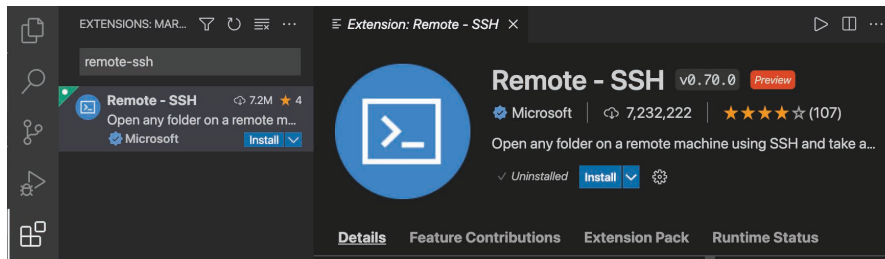 EXTENSIONS: MAR...
remote-ssh
Remote - SSH 7.2M ★ 4
Open any folder on a remote m...
Microsoft Install
Extension: Remote - SSH ×
Remote - SSH v0.70.0 Preview
Microsoft | 7,232,222 | ★★★★☆ (107)
Open any folder on a remote machine using SSH and take a...
✓ Uninstalled Install
Details Feature Contributions Extension Pack Runtime Status